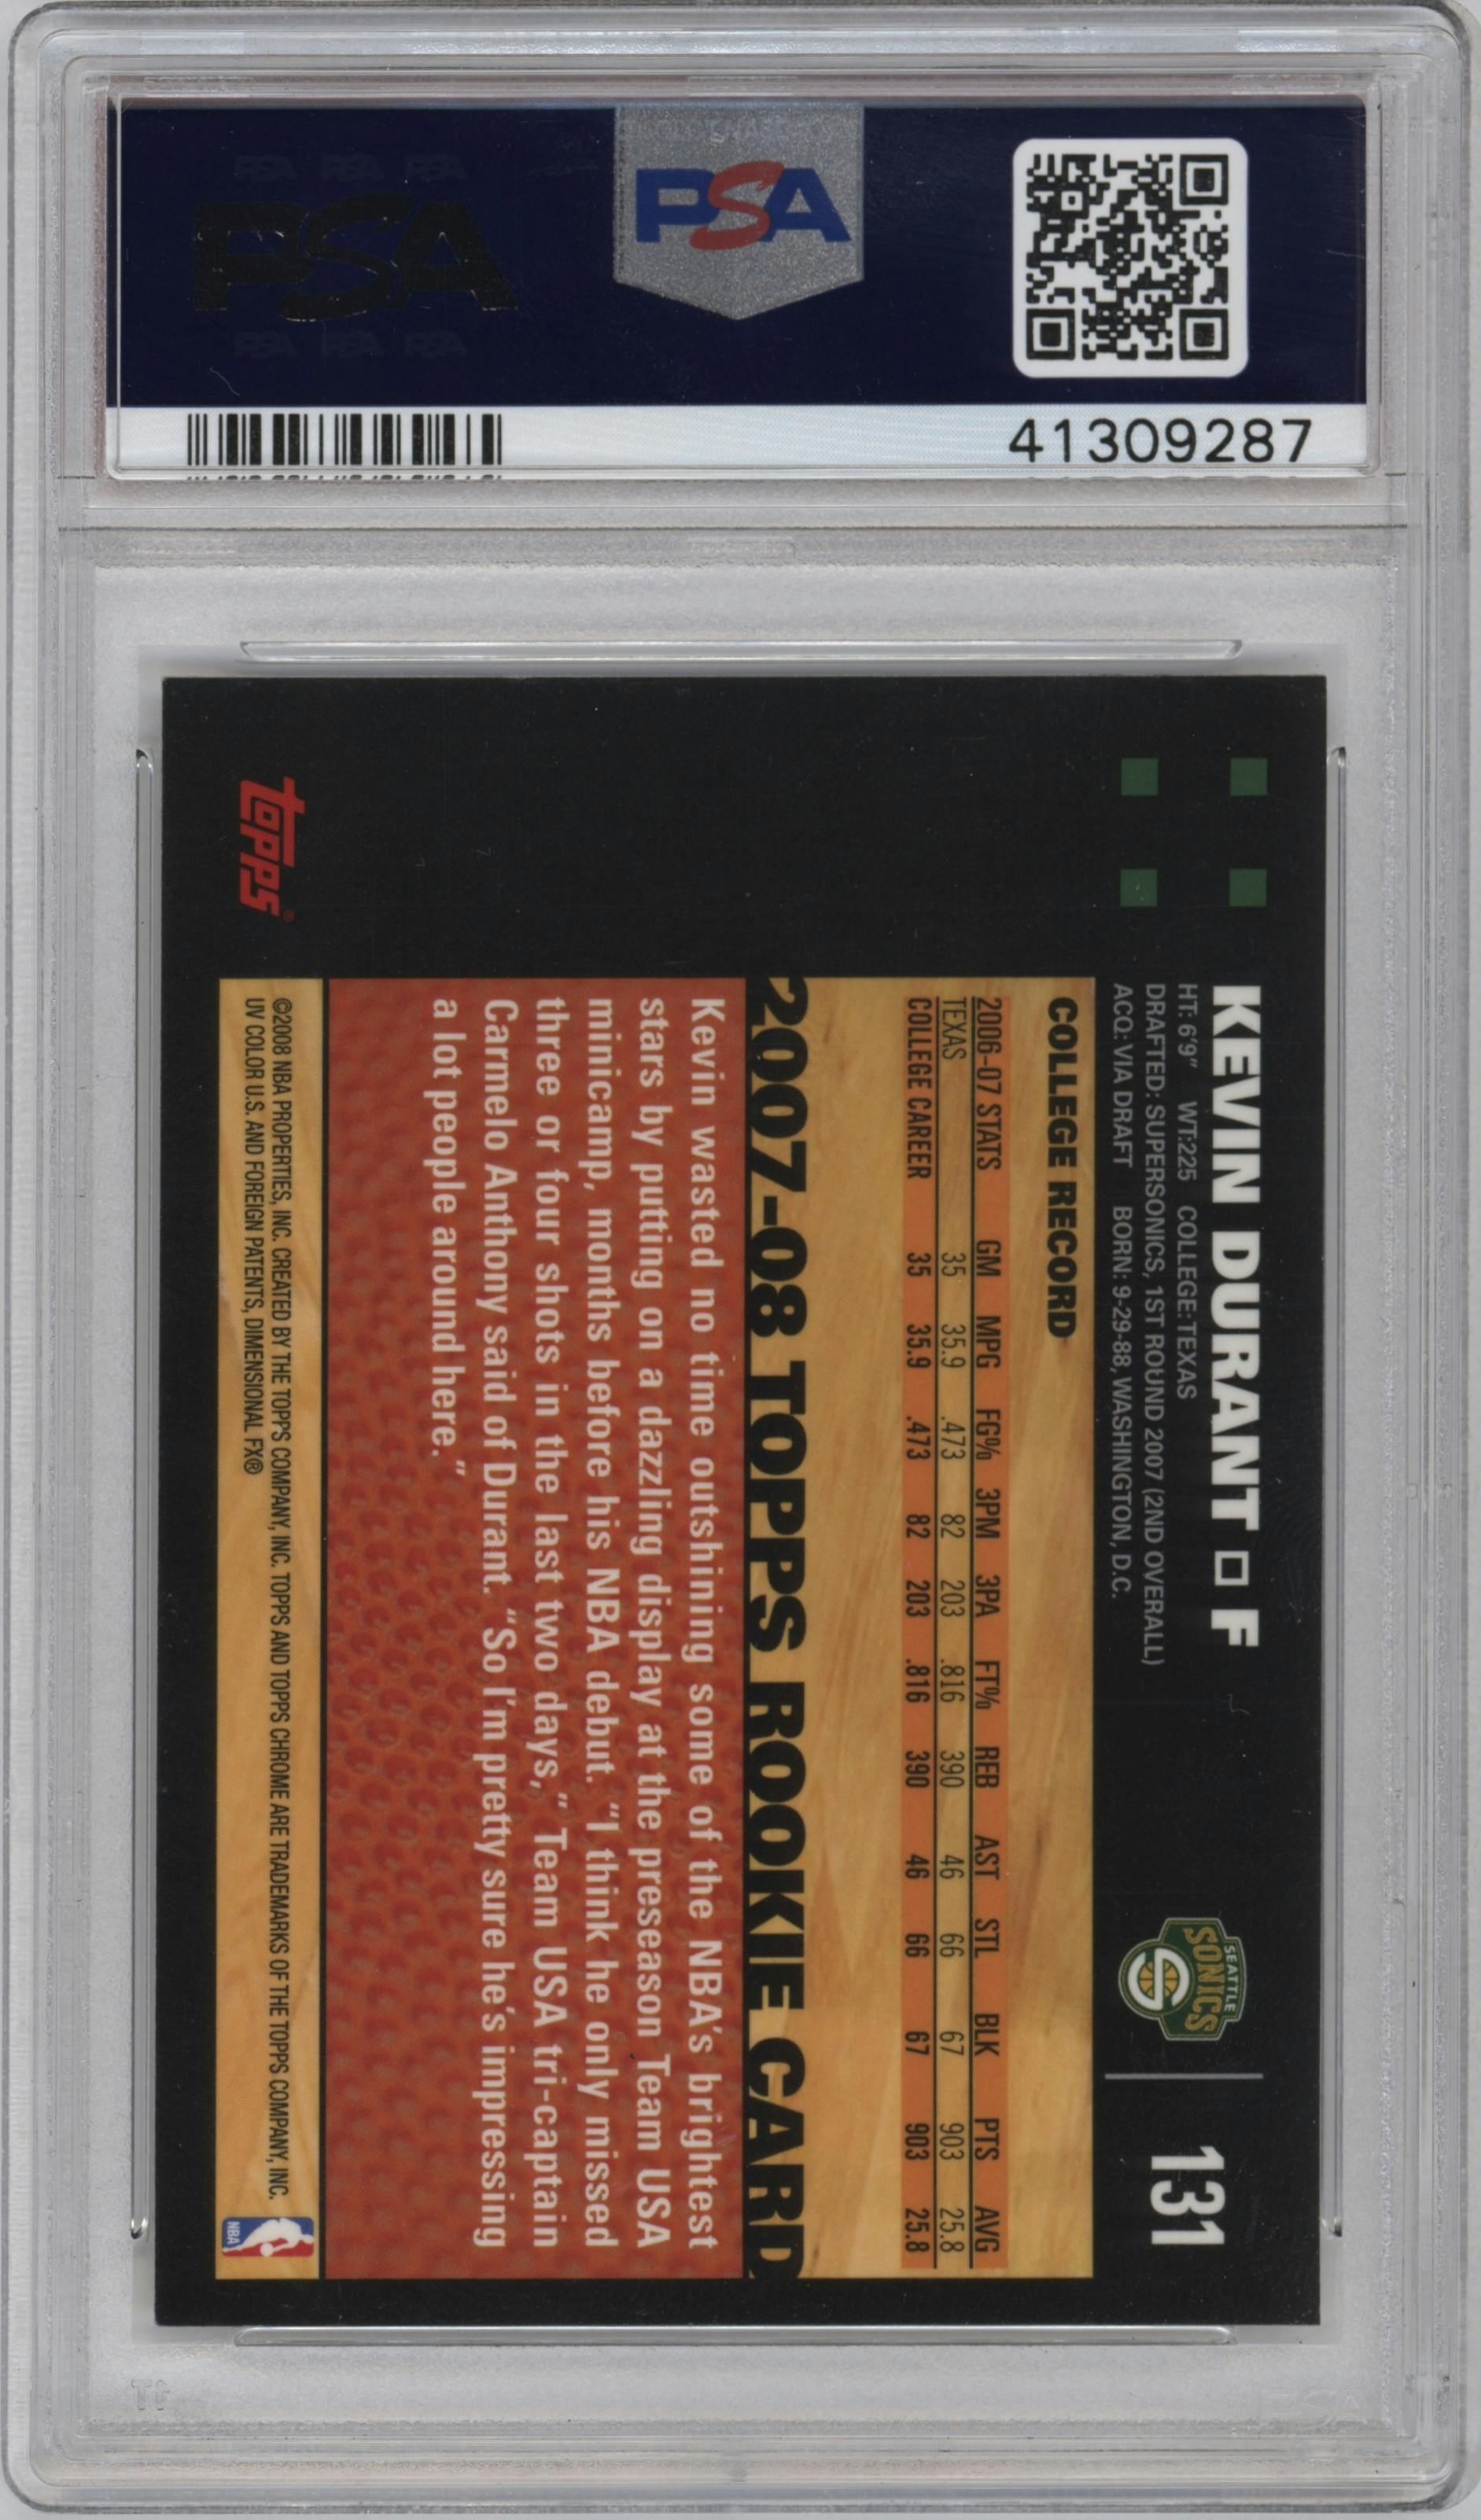 PSA PSA PSA
PSA
PSA PSA PSA
PSA
41309287
KEVIN DURANT □ F
HT: 6'9" WT:225 COLLEGE:TEXAS
DRAFTED: SUPERSONICS, 1ST ROUND 2007 (2ND OVERALL)
ACQ: VIA DRAFT BORN: 9-29-88, WASHINGTON, D.C.
SEATTLE
SONICS
131
COLLEGE RECORD
2006-07 STATS GM MPG FG% 3PM 3PA FT% REB AST STL BLK PTS AVG
TEXAS 35 35.9 .473 82 203 .816 390 46 66 67 903 25.8
COLLEGE CAREER 35 35.9 .473 82 203 .816 390 46 66 67 903 25.8
2007-08 TOPPS ROOKIE CARD
Kevin wasted no time outshining some of the NBA's brightest
stars by putting on a dazzling display at the preseason Team USA
minicamp, months before his NBA debut. "I think he only missed
three or four shots in the last two days," Team USA tri-captain
Carmelo Anthony said of Durant. "So I'm pretty sure he's impressing
a lot people around here."
topps®
©2008 NBA PROPERTIES, INC. CREATED BY THE TOPPS COMPANY, INC. TOPPS AND TOPPS CHROME ARE TRADEMARKS OF THE TOPPS COMPANY, INC.
UV COLOR U.S. AND FOREIGN PATENTS, DIMENSIONAL FX®
NBA